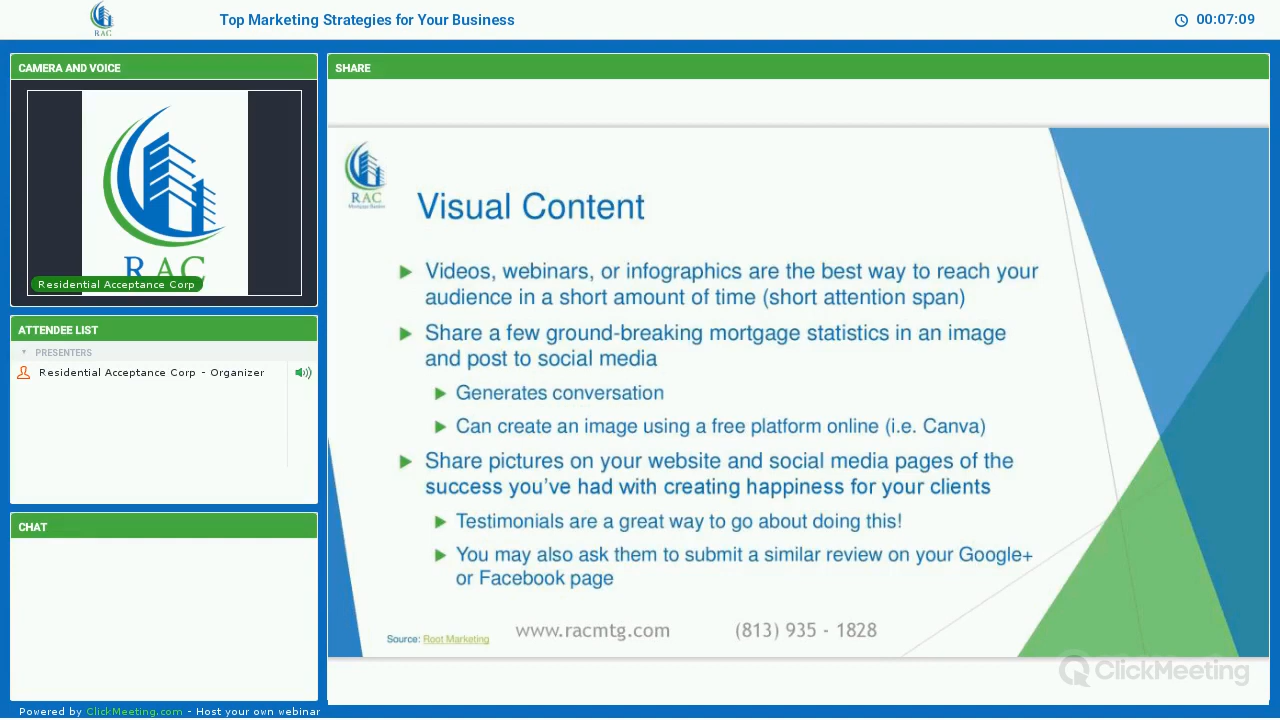 RAC
Top Marketing Strategies for Your Business
00:07:09
CAMERA AND VOICE
RAC
Residential Acceptance Corp
ATTENDEE LIST
PRESENTERS
Residential Acceptance Corp - Organizer
CHAT
Powered by ClickMeeting.com - Host your own webinar
SHARE
RAC
Mortgage Banker
Visual Content
Videos, webinars, or infographics are the best way to reach your
audience in a short amount of time (short attention span)
Share a few ground-breaking mortgage statistics in an image
and post to social media
Generates conversation
Can create an image using a free platform online (i.e. Canva)
Share pictures on your website and social media pages of the
success you’ve had with creating happiness for your clients
Testimonials are a great way to go about doing this!
You may also ask them to submit a similar review on your Google+
or Facebook page
Source: Root Marketing
www.racmtg.com (813) 935 - 1828
ClickMeeting